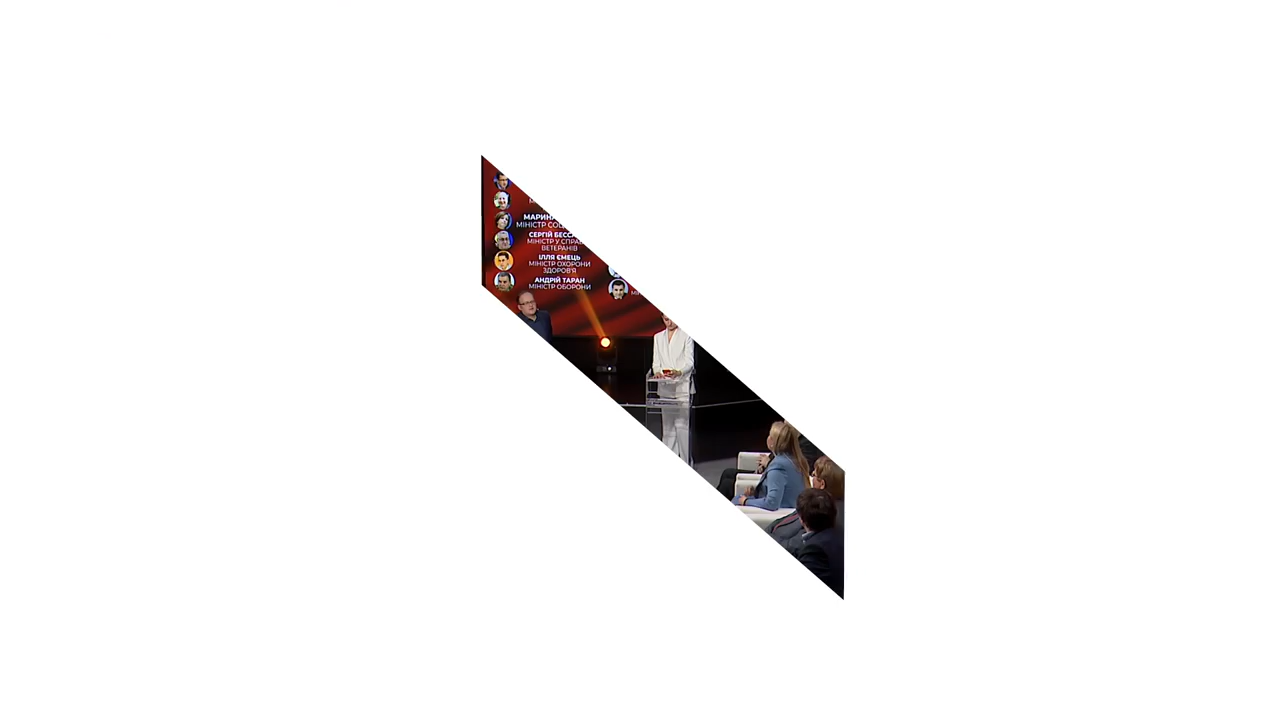 МАРИНА
МІНІСТР СОЦ
СЕРГІЙ БЕССА
МІНІСТР У СПРАВ
ВЕТЕРАНІВ
ІЛЛЯ ЄМЕЦЬ
МІНІСТР ОХОРОНИ
ЗДОРОВ'Я
АНДРІЙ ТАРАН
МІНІСТР ОБОРОНИ